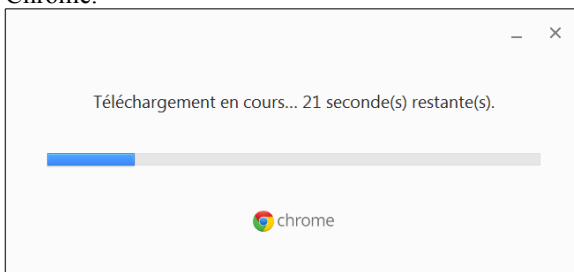 Chrome.
Téléchargement en cours... 21 seconde(s) restante(s).
chrome